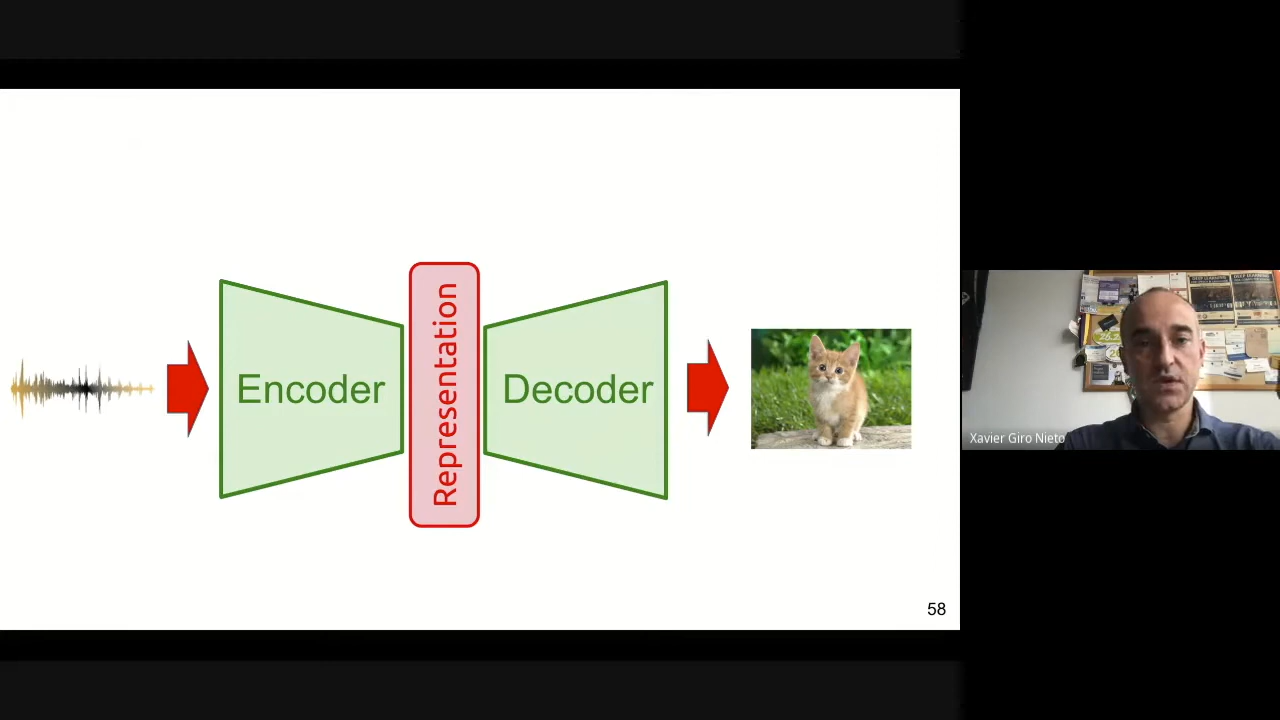 Encoder
Representation
Decoder
58
Xavier Giro Nieto